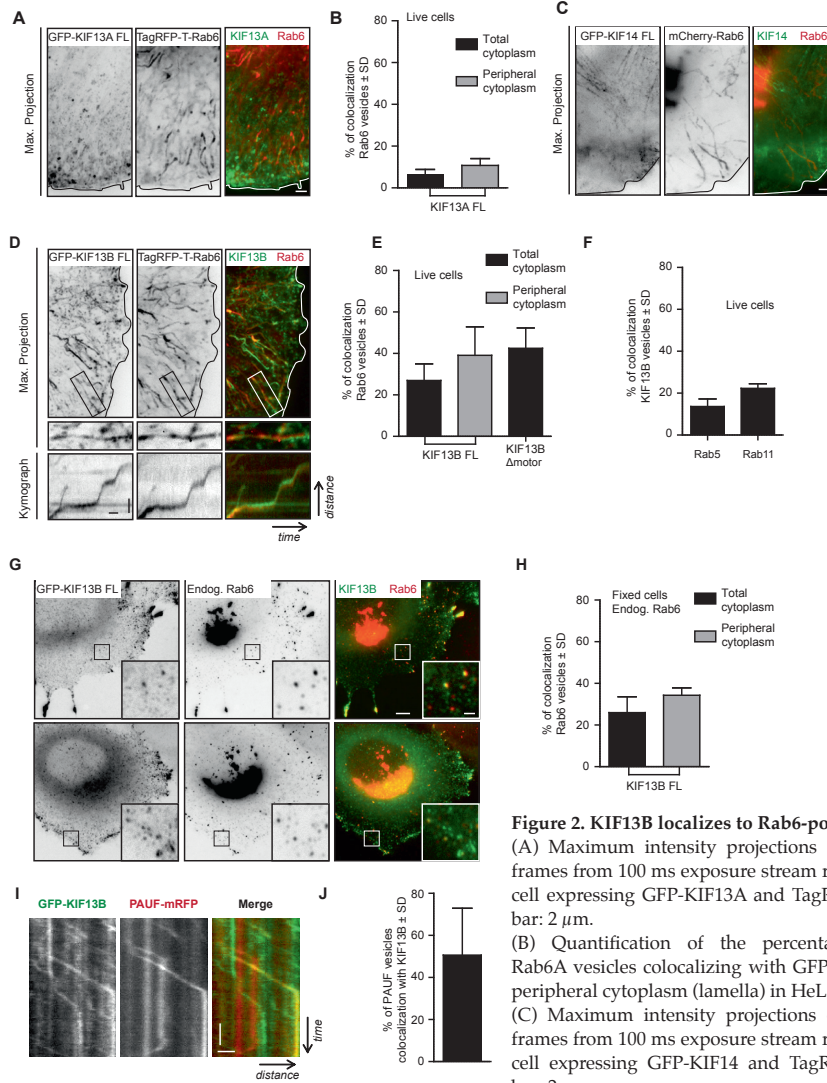 A
GFP-KIF13A FL
TagRFP-T-Rab6
KIF13A Rab6
Max. Projection
B
Live cells
Total cytoplasm
Peripheral cytoplasm
% of colocalization
Rab6 vesicles ± SD
80
60
40
20
0
KIF13A FL
C
GFP-KIF14 FL
mCherry-Rab6
KIF14 Rab6
Max. Projection
D
GFP-KIF13B FL
TagRFP-T-Rab6
KIF13B Rab6
Max. Projection
Kymograph
distance
time
E
Live cells
Total
cytoplasm
Peripheral
cytoplasm
% of colocalization
Rab6 vesicles ± SD
80
60
40
20
0
KIF13B FL
KIF13B
Δmotor
F
Live cells
% of colocalization
KIF13B vesicles ± SD
80
60
40
20
0
Rab5
Rab11
G
GFP-KIF13B FL
Endog. Rab6
KIF13B Rab6
H
Fixed cells
Endog. Rab6
Total
cytoplasm
Peripheral
cytoplasm
% of colocalization
Rab6 vesicles ± SD
80
60
40
20
0
KIF13B FL
I
GFP-KIF13B
PAUF-mRFP
Merge
time
distance
J
% of PAUF vesicles
colocalization with KIF13B ± SD
80
60
40
20
0
Figure 2. KIF13B localizes to Rab6-po
(A) Maximum intensity projections
frames from 100 ms exposure stream r
cell expressing GFP-KIF13A and TagR
bar: 2 µm.
(B) Quantification of the percenta
Rab6A vesicles colocalizing with GFP
peripheral cytoplasm (lamella) in HeL
(C) Maximum intensity projections
frames from 100 ms exposure stream r
cell expressing GFP-KIF14 and TagR